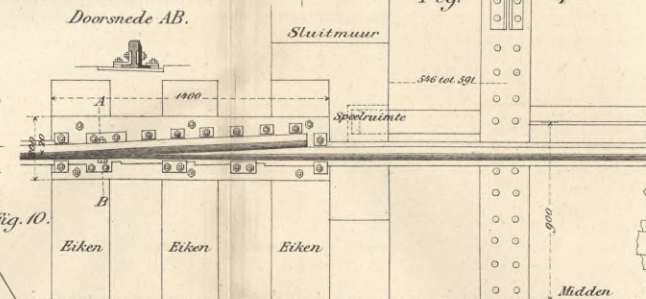 Doorsnede AB.
Sluitmuur
546 tot 591
1400
A
Speelruimte
B
Fig. 10.
Eiken
Eiken
Eiken
900
Midden